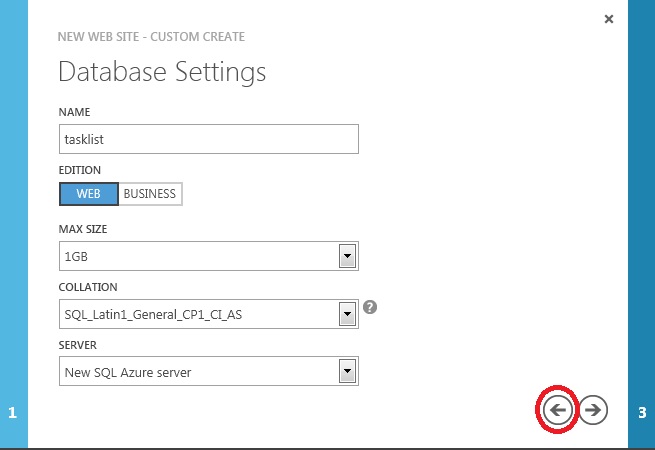 NEW WEB SITE - CUSTOM CREATE
Database Settings
NAME
tasklist
EDITION
WEB BUSINESS
MAX SIZE
1GB
COLLATION
SQL_Latin1_General_CP1_CI_AS ?
SERVER
New SQL Azure server
1 3